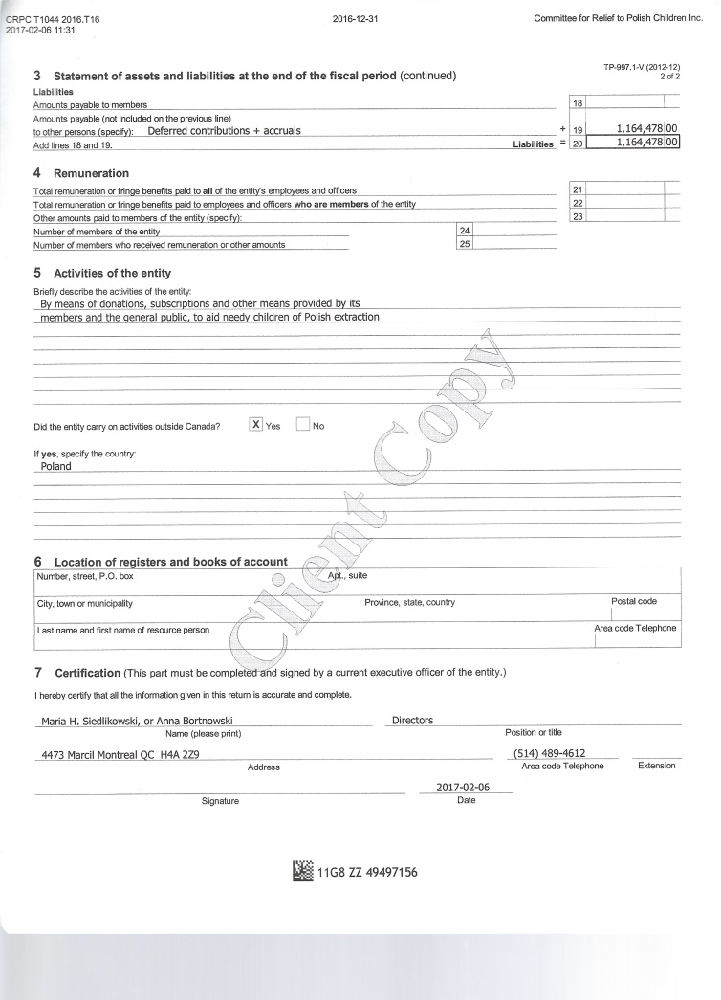 CRPC T1044 2016.T16 2016-12-31 Committee for Relief to Polish Children Inc.
2017-02-06 11:31
TP-997.1-V (2012-12)
2 of 2
3 Statement of assets and liabilities at the end of the fiscal period (continued)
Liabilities
Amounts payable to members 18
Amounts payable (not included on the previous line)
to other persons (specify): Deferred contributions + accruals + 19 1,164,478 00
Add lines 18 and 19. Liabilities = 20 1,164,478 00
4 Remuneration
Total remuneration or fringe benefits paid to all of the entity's employees and officers 21
Total remuneration or fringe benefits paid to employees and officers who are members of the entity 22
Other amounts paid to members of the entity (specify): 23
Number of members of the entity 24
Number of members who received remuneration or other amounts 25
5 Activities of the entity
Briefly describe the activities of the entity:
By means of donations, subscriptions and other means provided by its
members and the general public, to aid needy children of Polish extraction
Did the entity carry on activities outside Canada? X Yes No
If yes, specify the country:
Poland
Client Copy
6 Location of registers and books of account
Number, street, P.O. box Apt., suite
City, town or municipality Province, state, country Postal code
Last name and first name of resource person Area code Telephone
7 Certification (This part must be completed and signed by a current executive officer of the entity.)
I hereby certify that all the information given in this return is accurate and complete.
Maria H. Siedlikowski, or Anna Bortnowski Directors
Name (please print) Position or title
4473 Marcil Montreal QC H4A 2Z9 (514) 489-4612
Address Area code Telephone Extension
2017-02-06
Signature Date
11G8 ZZ 49497156